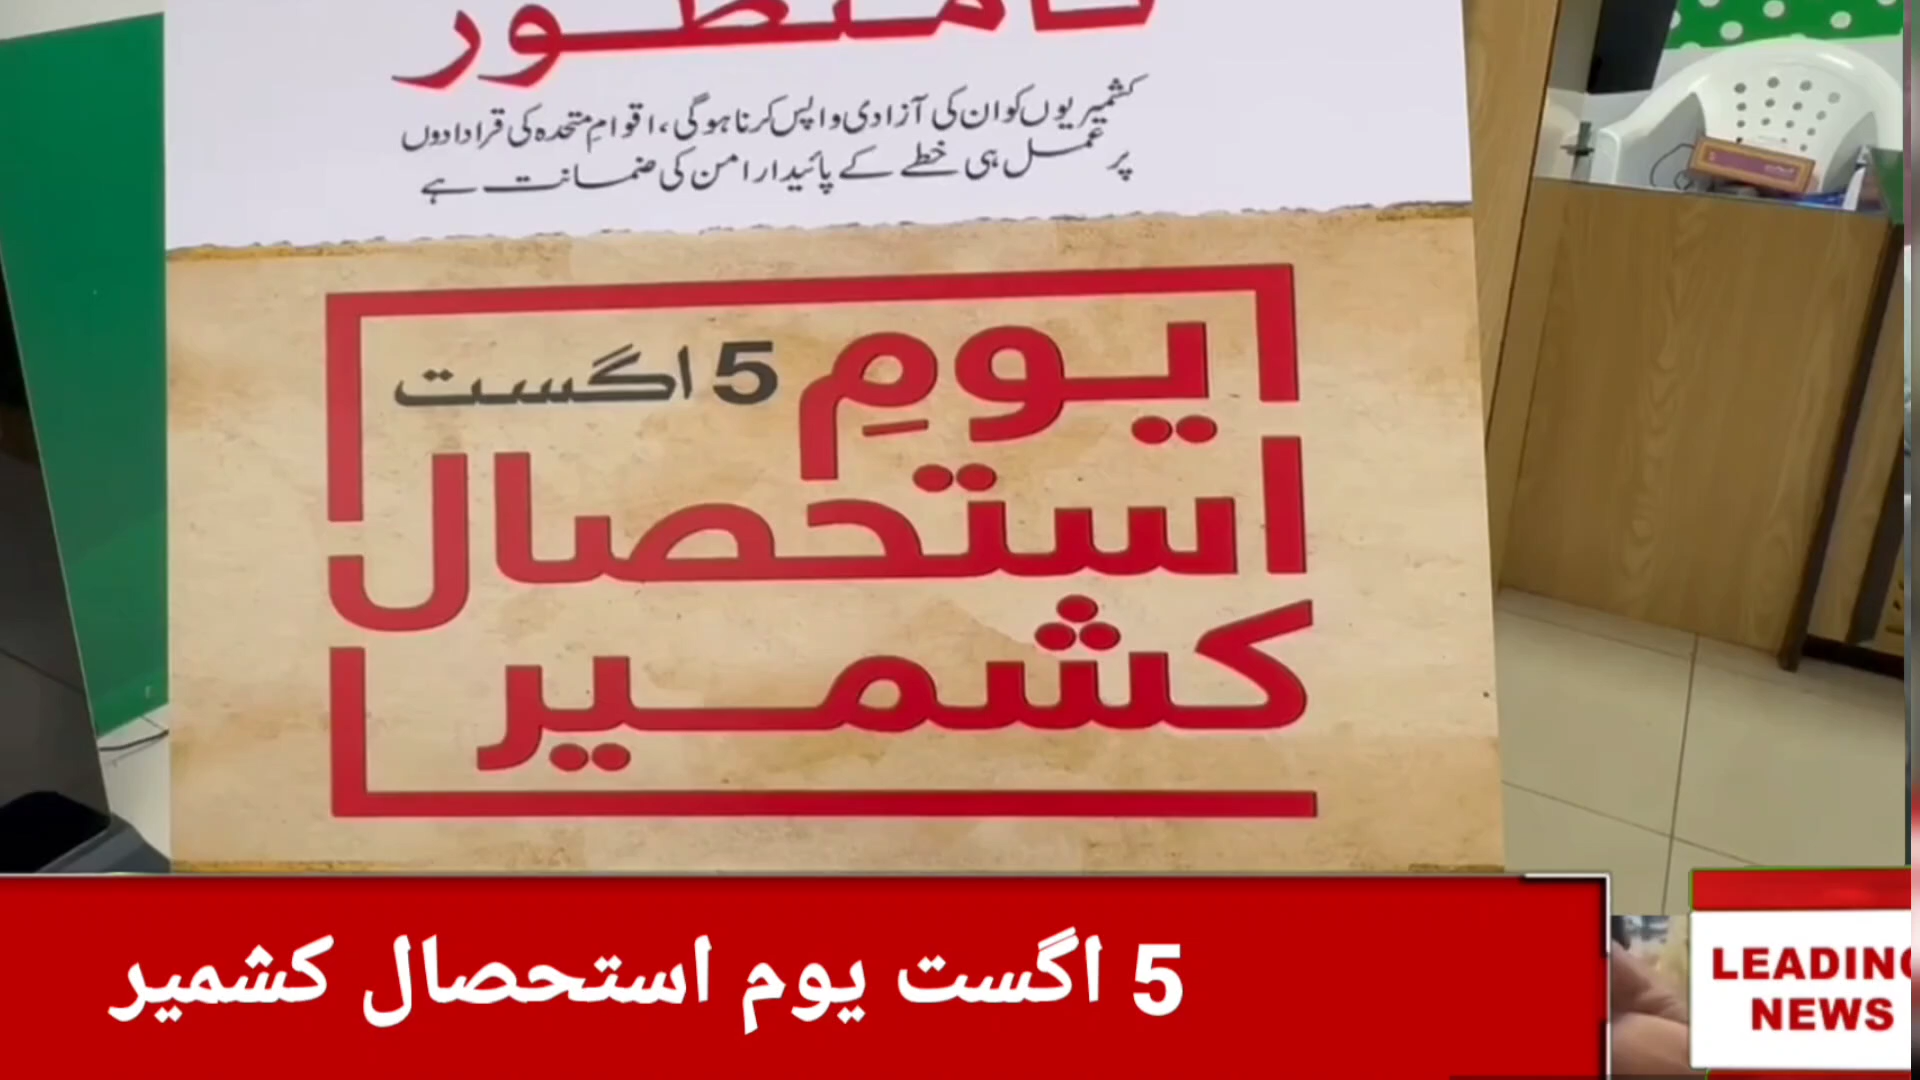 نامنظور
کشمیریوں کو ان کی آزادی واپس کرنا ہوگی، اقوامِ متحدہ کی قراردادوں
پر عمل ہی خطے کے پائیدار امن کی ضمانت ہے
یومِ 5 اگست
استحصال
کشمیر
5 اگست یوم استحصال کشمیر
LEADING
NEWS